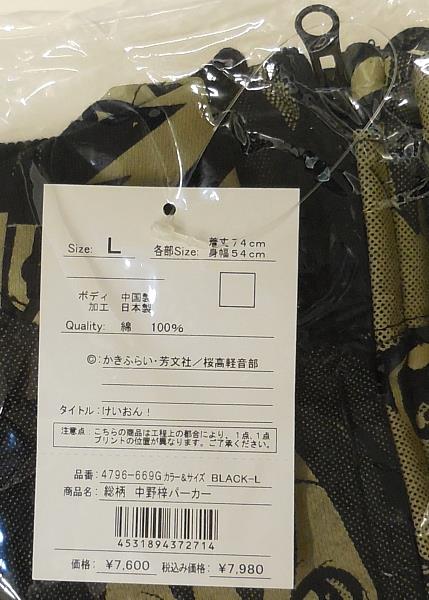 Size: L 各部Size: 着丈74cm
身幅54cm
ボディ 中国製
加工 日本製
Quality: 綿 100%
©:かきふらい・芳文社/桜高軽音部
タイトル:けいおん!
注意点:こちらの商品は工程上の都合により、1点、1点
プリントの位置が異なります。ご了承ください。
品番: 4796-669G カラー&サイズ BLACK-L
商品名: 総柄 中野梓パーカー
4531894372714
価格: ¥7,600 税込み価格: ¥7,980